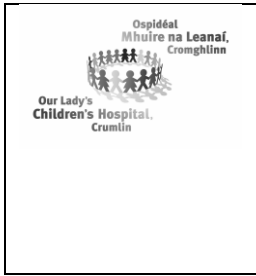 Ospidéal
Mhuire na Leanaí,
Cromghlinn
Our Lady's
Children's Hospital,
Crumlin